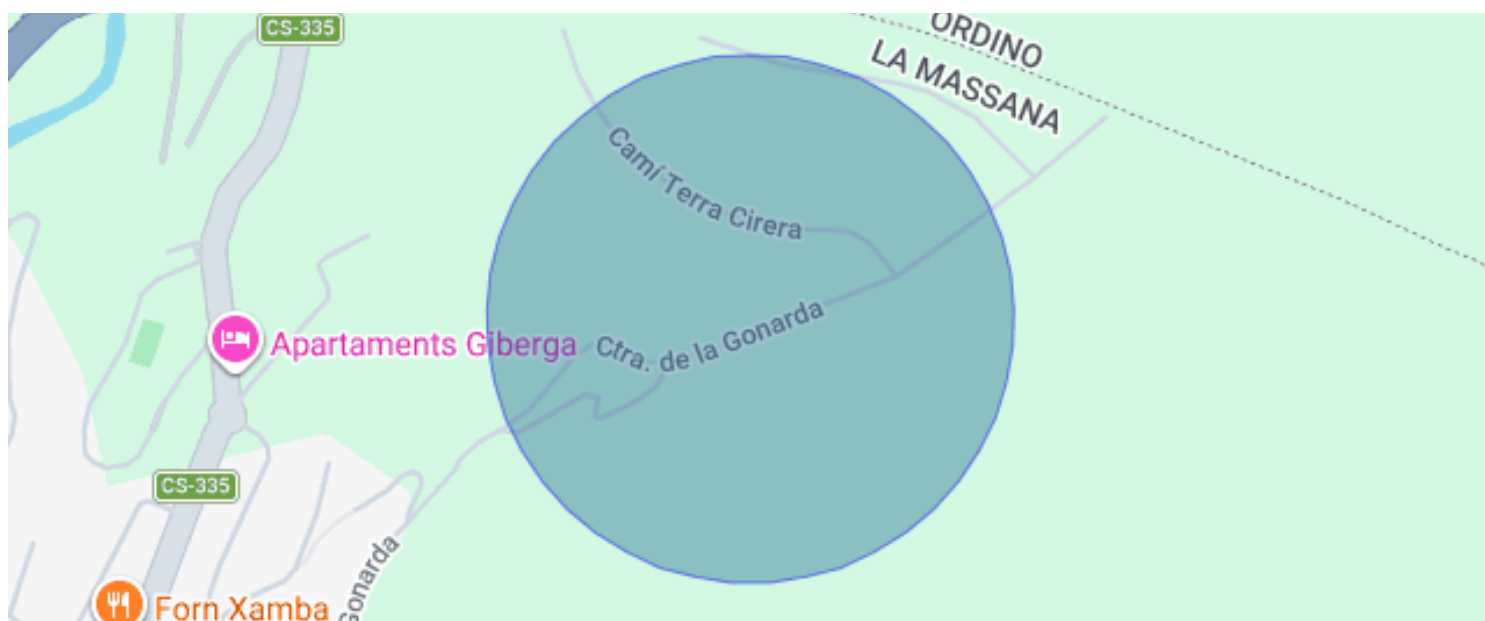 CS-335
ORDINO
LA MASSANA
Camí Terra Cirera
Apartaments Giberga
Ctra. de la Gonarda
CS-335
Gonarda
Forn Xamba